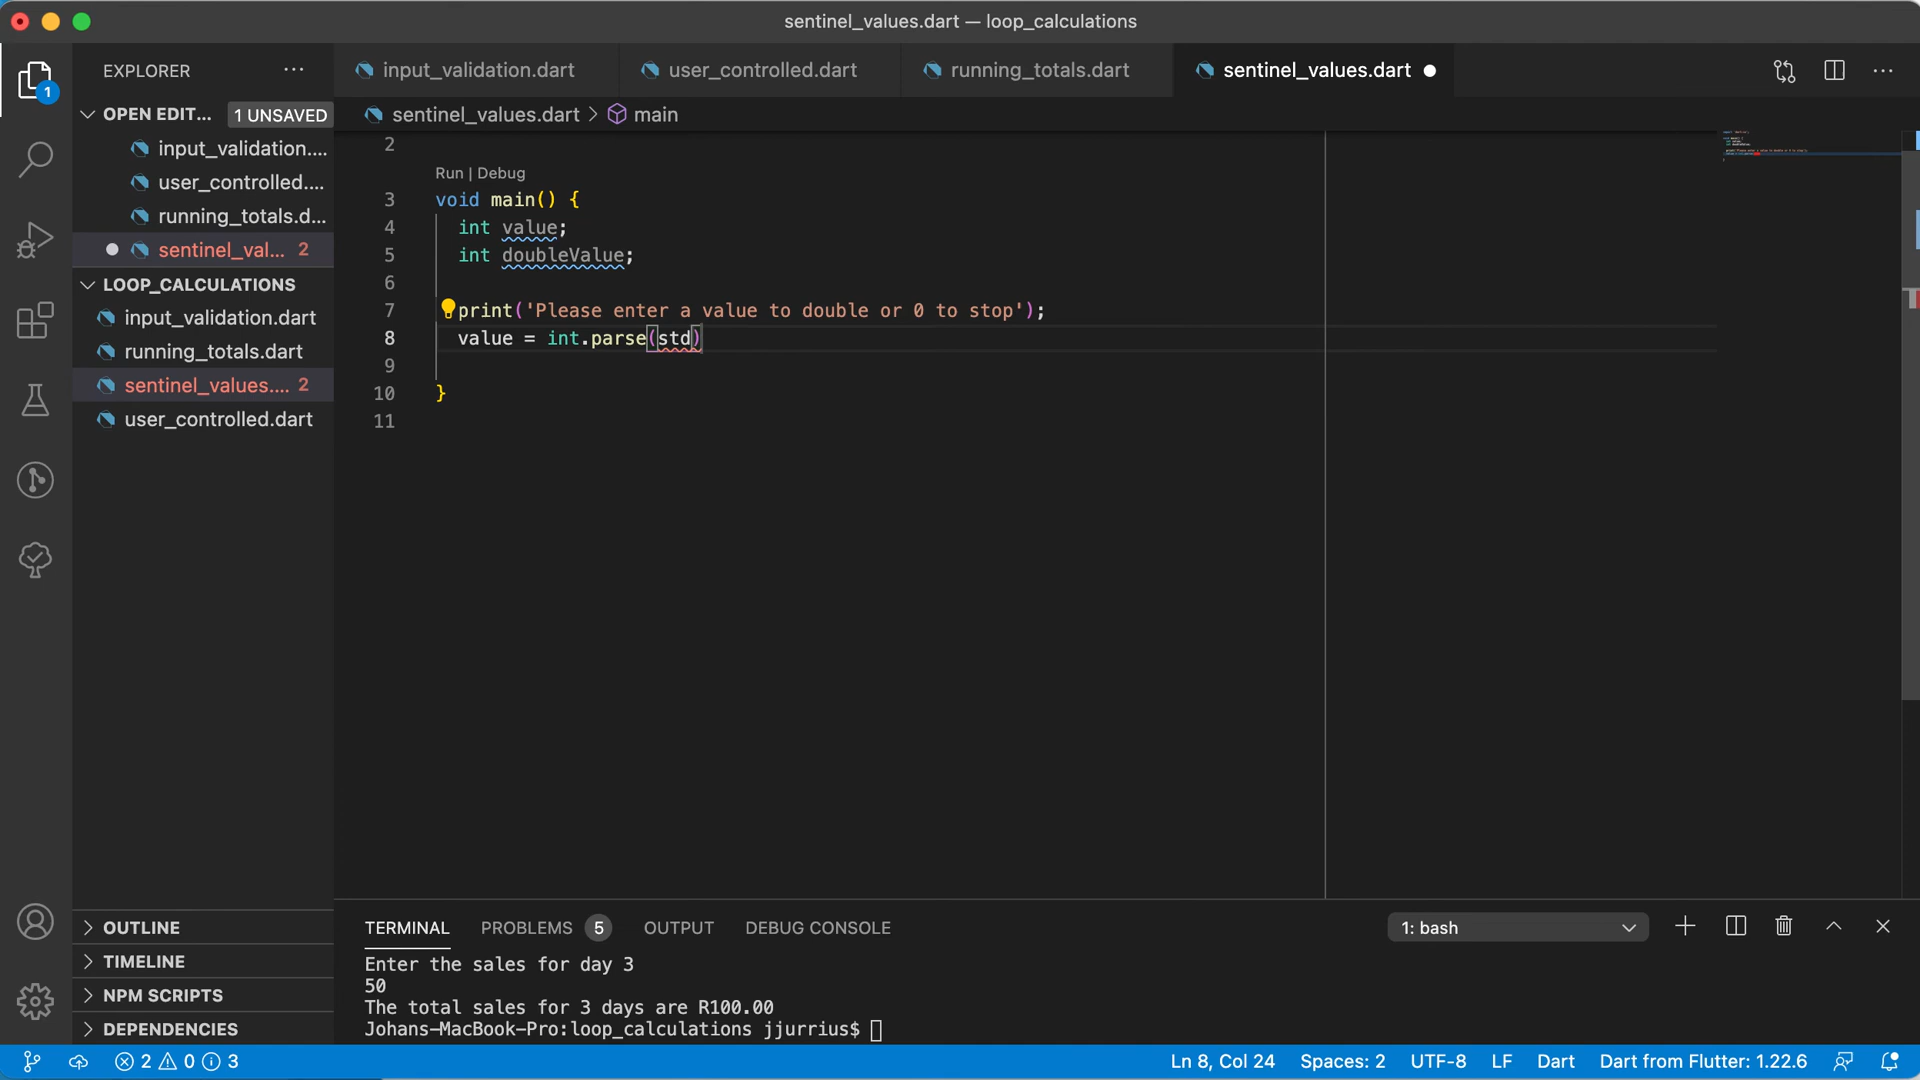 sentinel_values.dart — loop_calculations
EXPLORER
input_validation.dart
user_controlled.dart
running_totals.dart
sentinel_values.dart
1
OPEN EDIT... 1 UNSAVED
input_validation....
user_controlled....
running_totals.d...
sentinel_val... 2
LOOP_CALCULATIONS
input_validation.dart
running_totals.dart
sentinel_values.... 2
user_controlled.dart
sentinel_values.dart > main
2
Run | Debug
3 void main() {
4 int value;
5 int doubleValue;
6
7 print('Please enter a value to double or 0 to stop');
8 value = int.parse(std)
9
10 }
11
OUTLINE
TIMELINE
NPM SCRIPTS
DEPENDENCIES
TERMINAL PROBLEMS 5 OUTPUT DEBUG CONSOLE 1: bash
Enter the sales for day 3
50
The total sales for 3 days are R100.00
Johans-MacBook-Pro:loop_calculations jjurrius$
2 0 3 Ln 8, Col 24 Spaces: 2 UTF-8 LF Dart Dart from Flutter: 1.22.6